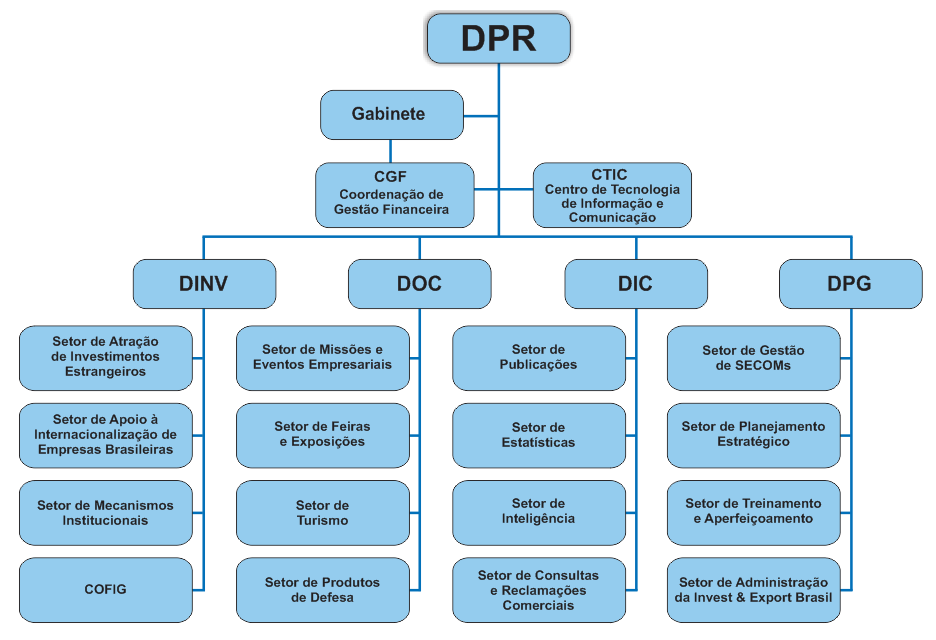 DPR
Gabinete
CGF
Coordenação de
Gestão Financeira
CTIC
Centro de Tecnologia
de Informação e
Comunicação
DINV
DOC
DIC
DPG
Setor de Atração
de Investimentos
Estrangeiros
Setor de Apoio à
Internacionalização de
Empresas Brasileiras
Setor de Mecanismos
Institucionais
COFIG
Setor de Missões e
Eventos Empresariais
Setor de Feiras
e Exposições
Setor de
Turismo
Setor de Produtos
de Defesa
Setor de
Publicações
Setor de
Estatísticas
Setor de
Inteligência
Setor de Consultas
e Reclamações
Comerciais
Setor de Gestão
de SECOMs
Setor de Planejamento
Estratégico
Setor de Treinamento
e Aperfeiçoamento
Setor de Administração
da Invest & Export Brasil